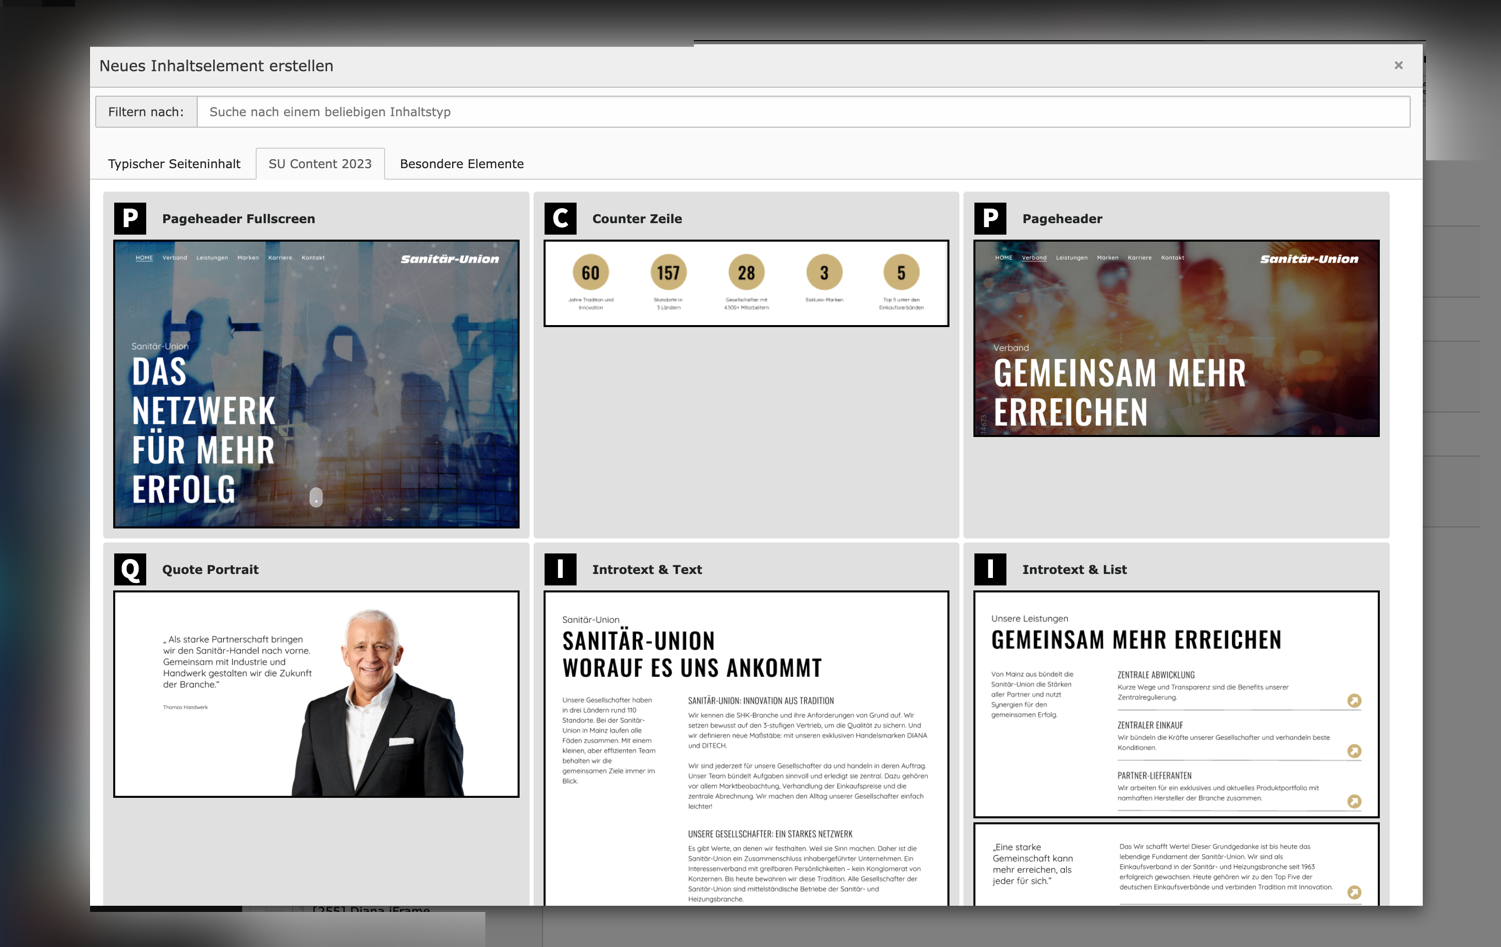 Neues Inhaltselement erstellen
×
Filtern nach: Suche nach einem beliebigen Inhaltstyp
Typischer Seiteninhalt SU Content 2023 Besondere Elemente
P Pageheader Fullscreen
HOME Verband Leistungen Marken Karriere Kontakt
Sanitär-Union
Sanitär-Union
DAS
NETZWERK
FÜR MEHR
ERFOLG
C Counter Zeile
60 157 28 3 5
Jahre Tradition und
Innovation
Standorte in
3 Ländern
Gesellschafter mit
4.500+ Mitarbeitern
Exklusiv-Marken
Top 5 unter den
Einkaufsverbänden
P Pageheader
HOME Verband Leistungen Marken Karriere Kontakt
Sanitär-Union
Verband
GEMEINSAM MEHR
ERREICHEN
14673
Q Quote Portrait
„ Als starke Partnerschaft bringen
wir den Sanitär-Handel nach vorne.
Gemeinsam mit Industrie und
Handwerk gestalten wir die Zukunft
der Branche.“
Thomas Handwerk
I Introtext & Text
Sanitär-Union
SANITÄR-UNION
WORAUF ES UNS ANKOMMT
Unsere Gesellschafter haben
in drei Ländern rund 110
Standorte. Bei der Sanitär-
Union in Mainz laufen alle
Fäden zusammen. Mit einem
kleinen, aber effizienten Team
behalten wir die
gemeinsamen Ziele immer im
Blick.
SANITÄR-UNION: INNOVATION AUS TRADITION
Wir kennen die SHK-Branche und ihre Anforderungen von Grund auf. Wir
setzen bewusst auf den 3-stufigen Vertrieb, um die Qualität zu sichern. Und
wir definieren neue Maßstäbe: mit unseren exklusiven Handelsmarken DIANA
und DITECH.
Wir sind jederzeit für unsere Gesellschafter da und handeln in deren Auftrag.
Unser Team bündelt Aufgaben sinnvoll und erledigt sie zentral. Dazu gehören
vor allem Marktbeobachtung, Verhandlung der Einkaufspreise und die
zentrale Abrechnung. Wir machen den Alltag unserer Gesellschafter einfach
leichter!
UNSERE GESELLSCHAFTER: EIN STARKES NETZWERK
Es gibt Werte, an denen wir festhalten. Weil sie Sinn machen. Daher ist die
Sanitär-Union ein Zusammenschluss inhabergeführter Unternehmen. Ein
Interessenverband mit greifbaren Persönlichkeiten – kein Konglomerat von
Konzernen. Bis heute bewahren wir diese Tradition. Alle Gesellschafter der
Sanitär-Union sind mittelständische Betriebe der Sanitär- und
Heizungsbranche.
I Introtext & List
Unsere Leistungen
GEMEINSAM MEHR ERREICHEN
Von Mainz aus bündelt die
Sanitär-Union die Stärken
aller Partner und nutzt
Synergien für den
gemeinsamen Erfolg.
ZENTRALE ABWICKLUNG
Kurze Wege und Transparenz sind die Benefits unserer
Zentralregulierung.
ZENTRALER EINKAUF
Wir bündeln die Kräfte unserer Gesellschafter und verhandeln beste
Konditionen.
PARTNER-LIEFERANTEN
Wir arbeiten für ein exklusives und aktuelles Produktportfolio mit
namhaften Hersteller der Branche zusammen.
„Eine starke
Gemeinschaft kann
mehr erreichen, als
jeder für sich.“
Das Wir schafft Werte! Dieser Grundgedanke ist bis heute das
lebendige Fundament der Sanitär-Union. Wir sind als
Einkaufsverband in der Sanitär- und Heizungsbranche seit 1963
erfolgreich gewachsen. Heute gehören wir zu den Top Five der
deutschen Einkaufsverbände und verbinden Tradition mit Innovation.
[255] Diana iFrame